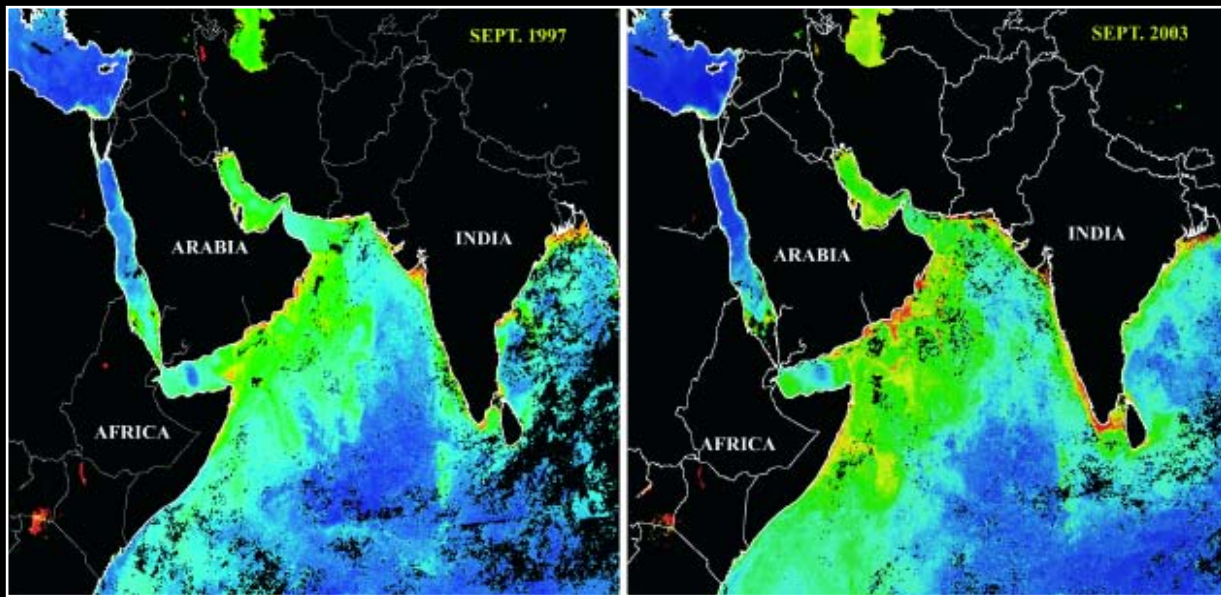 SEPT. 1997
ARABIA
INDIA
AFRICA
SEPT. 2003
ARABIA
INDIA
AFRICA